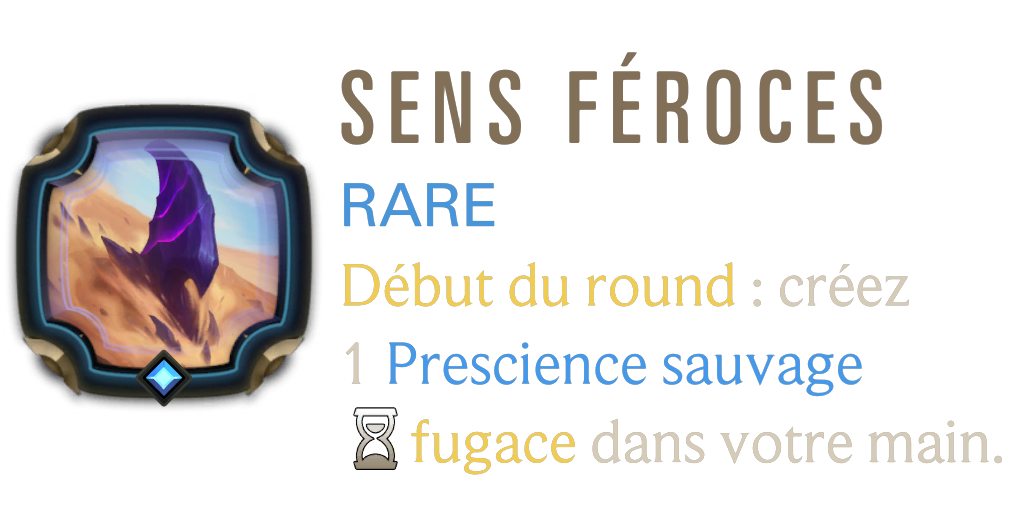 SENS FÉROCES
RARE
Début du round : créez
1 Prescience sauvage
fugace dans votre main.